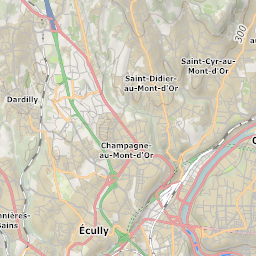 300
Saint-Cyr-au-
Mont-d'Or
Saint-Didier-
au-Mont-d'Or
Dardilly
Champagne-
au-Mont-d'Or
Écully